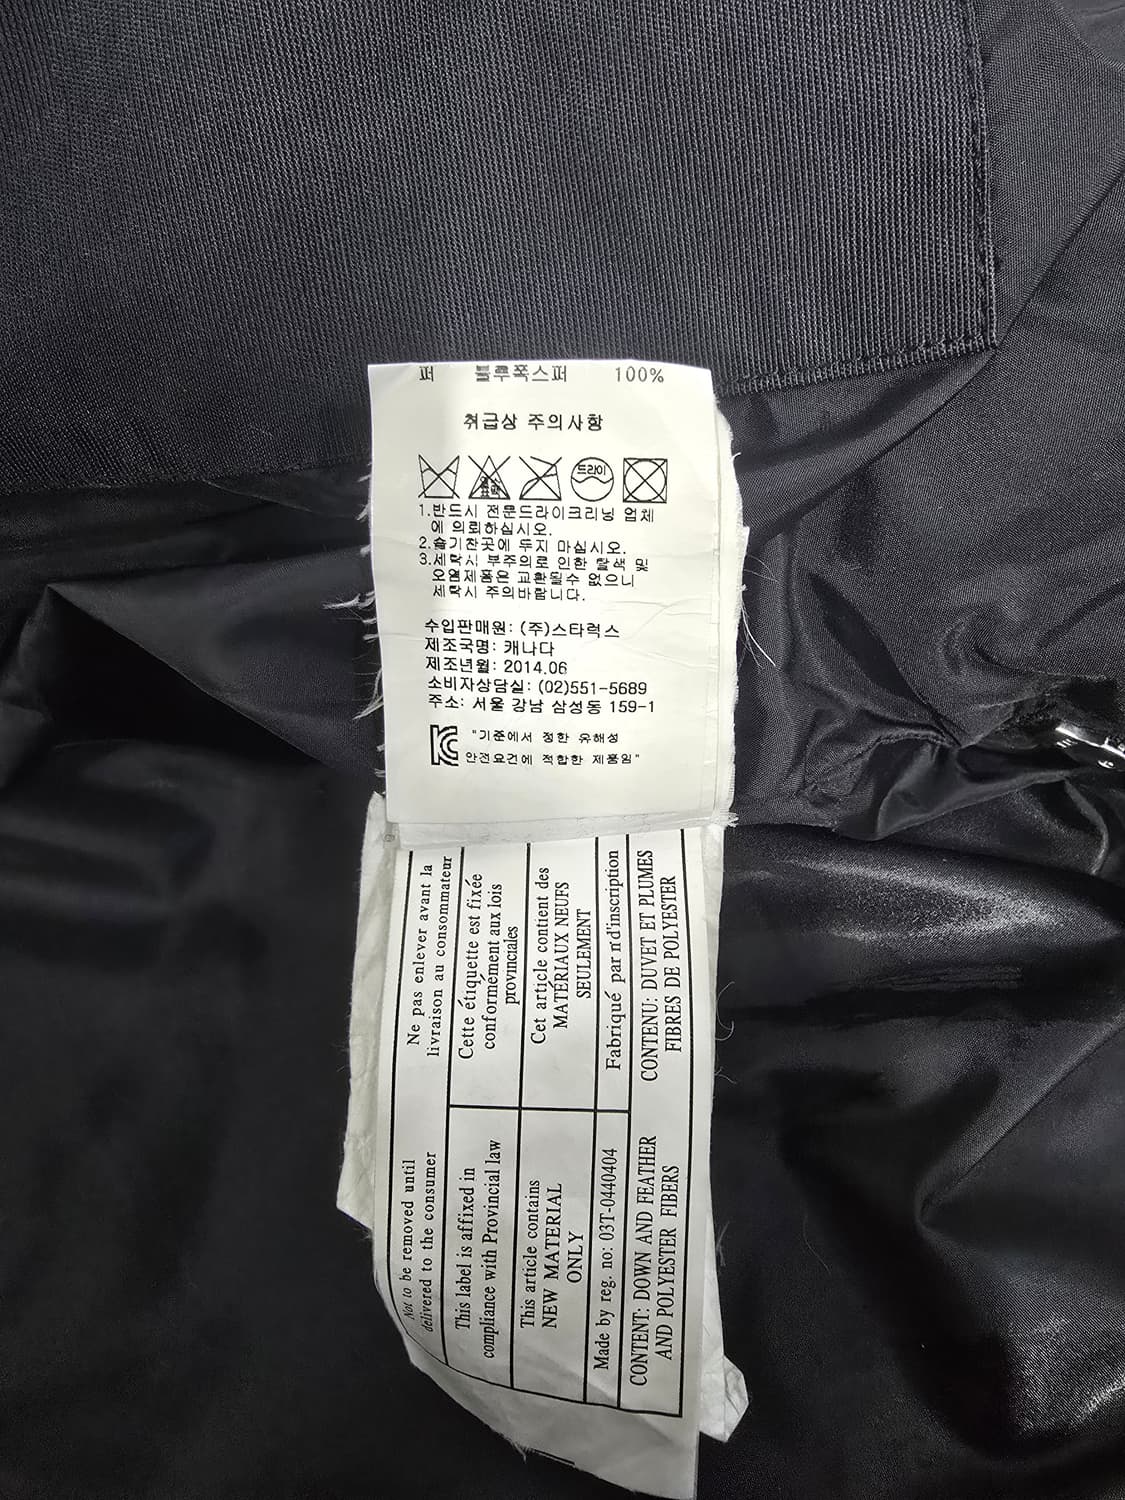 퍼 블루폭스퍼 100%
취급상 주의사항
드라이
1.반드시 전문드라이크리닝 업체
에 의뢰하십시오.
2.습기찬곳에 두지 마십시오.
3.세탁시 부주의로 인한 탈색 및
오염제품은 교환될수 없으니
세탁시 주의바랍니다.
수입판매원: (주)스타럭스
제조국명: 캐나다
제조년월: 2014.06
소비자상담실: (02)551-5689
주소: 서울 강남 삼성동 159-1
"기준에서 정한 유해성
안전요건에 적합한 제품임"
Not to be removed until
delivered to the consumer
Ne pas enlever avant la
livraison au consommateur
This label is affixed in
compliance with Provincial law
Cette étiquette est fixée
conformément aux lois
provinciales
This article contains
NEW MATERIAL
ONLY
Cet article contient des
MATÉRIAUX NEUFS
SEULEMENT
Made by reg. no: 03T-0440404
Fabriqué par n'd'inscription
CONTENT: DOWN AND FEATHER
AND POLYESTER FIBERS
CONTENU: DUVET ET PLUMES
FIBRES DE POLYESTER